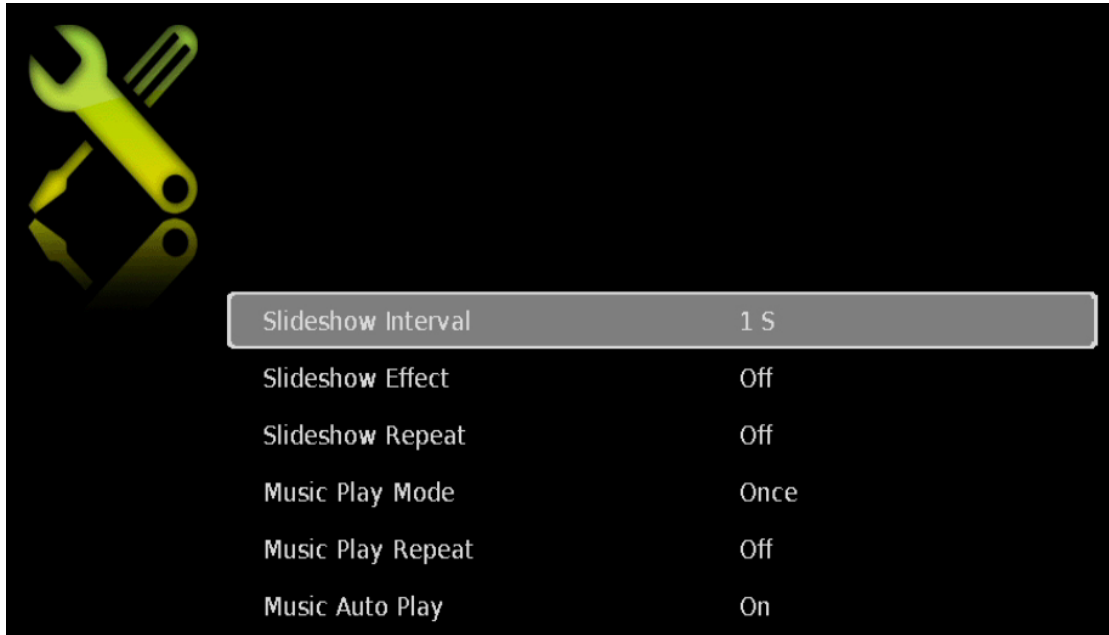 Slideshow Interval 1 S
Slideshow Effect Off
Slideshow Repeat Off
Music Play Mode Once
Music Play Repeat Off
Music Auto Play On